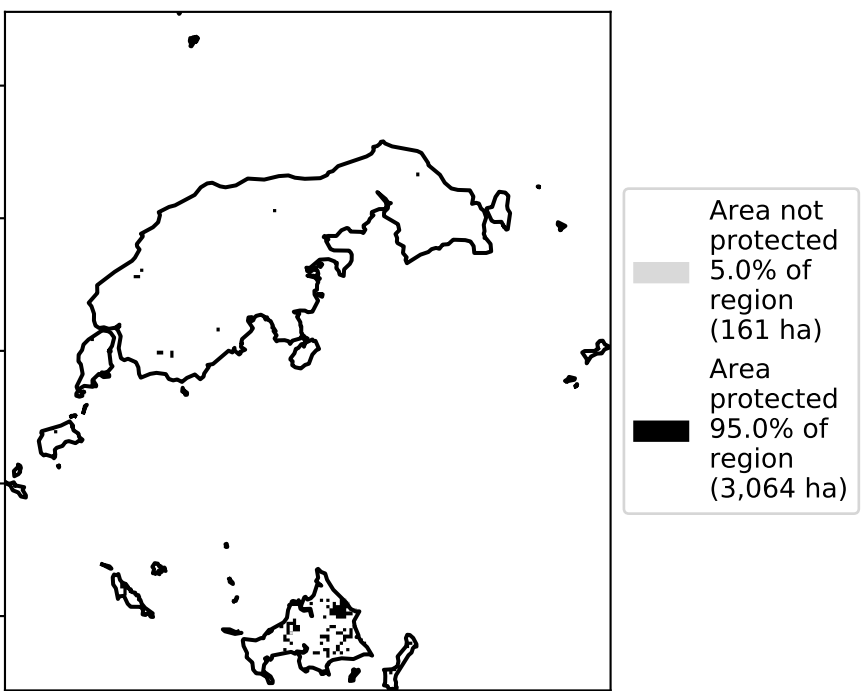 Area not
protected
5.0% of
region
(161 ha)
Area
protected
95.0% of
region
(3,064 ha)